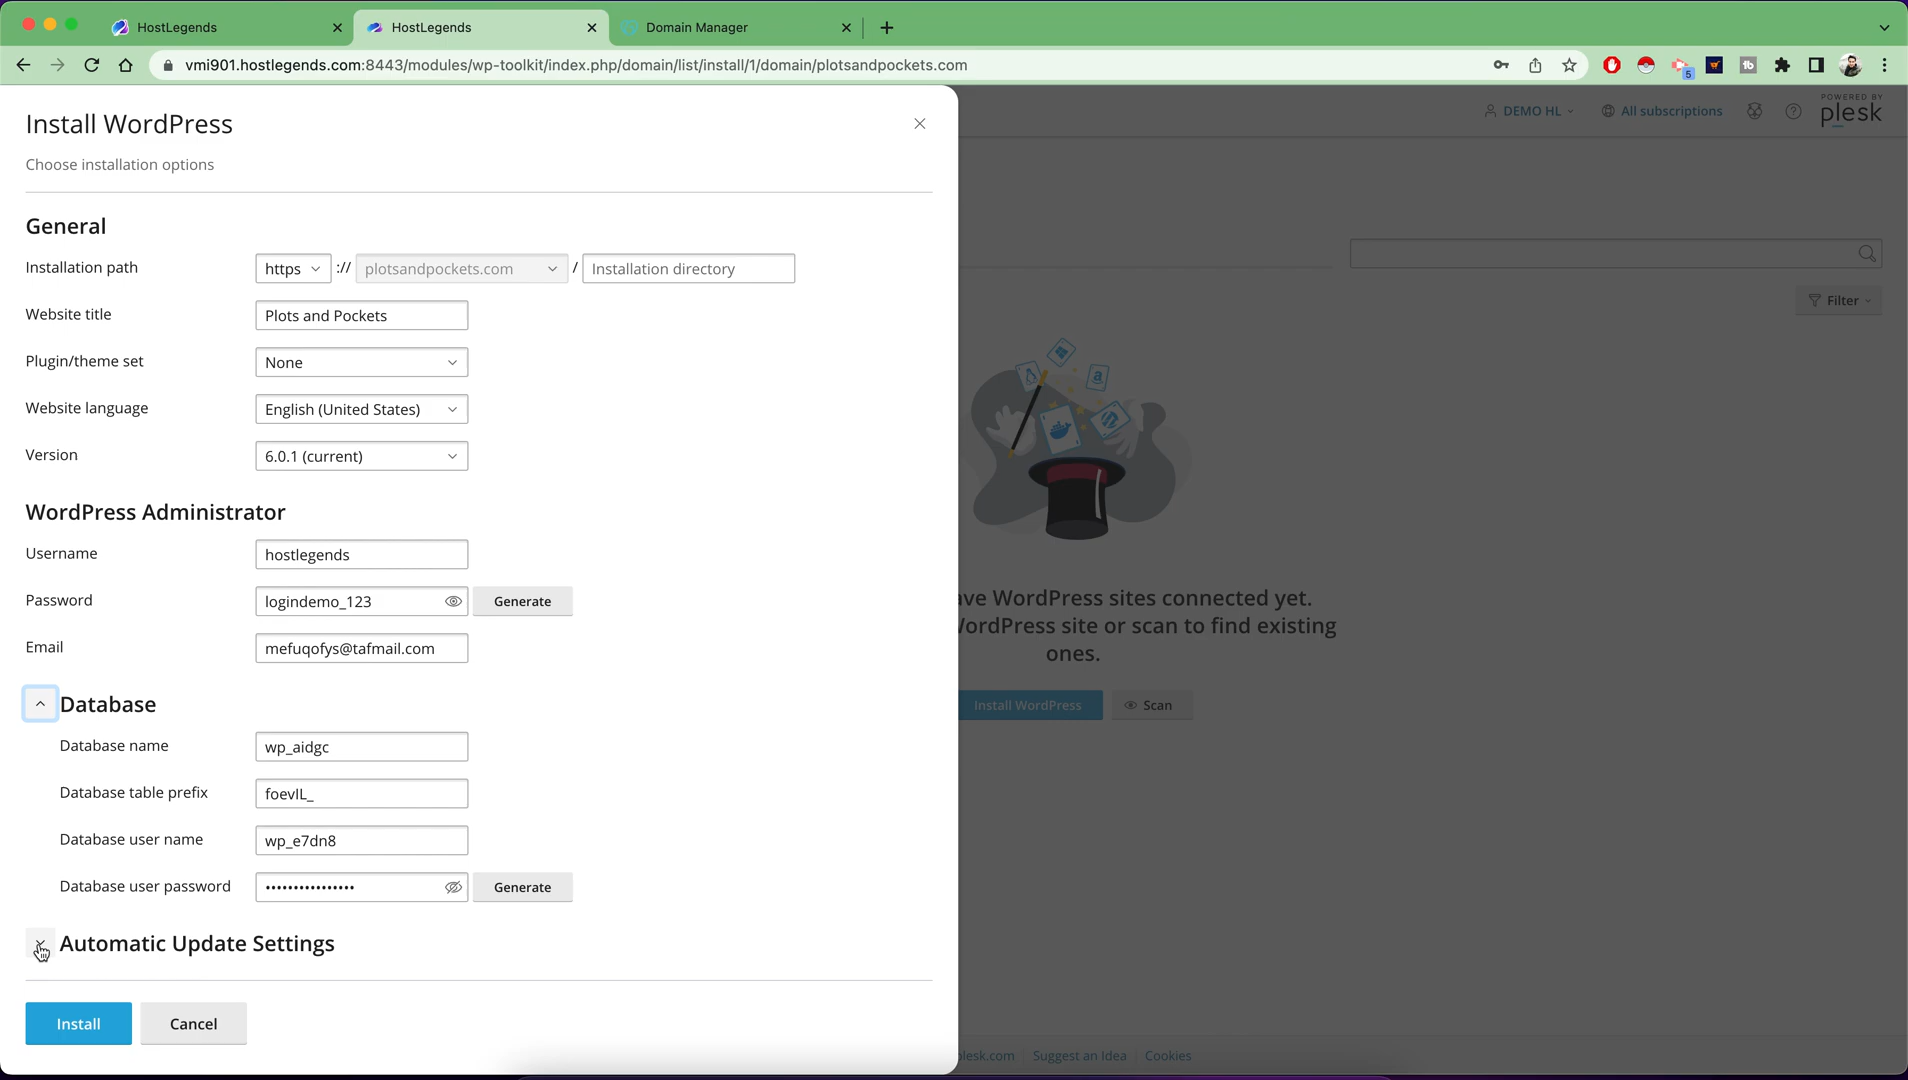 HostLegends
HostLegends
Domain Manager
vmi901.hostlegends.com:8443/modules/wp-toolkit/index.php/domain/list/install/1/domain/plotsandpockets.com
5
Install WordPress
Choose installation options
DEMO HL
All subscriptions
POWERED BY
plesk
General
Installation path
https
://
plotsandpockets.com
/
Installation directory
Website title
Plots and Pockets
Filter
Plugin/theme set
None
Website language
English (United States)
Version
6.0.1 (current)
WordPress Administrator
Username
hostlegends
Password
logindemo_123
Generate
ave WordPress sites connected yet.
WordPress site or scan to find existing
ones.
Email
mefuqofys@tafmail.com
Install WordPress
Scan
Database
Database name
wp_aidgc
Database table prefix
foevIL_
Database user name
wp_e7dn8
Database user password
••••••••••••••••
Generate
Automatic Update Settings
Install
Cancel
plesk.com
Suggest an Idea
Cookies